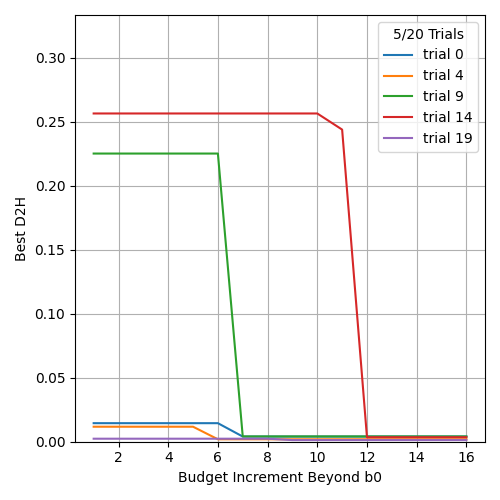 5/20 Trials
trial 0
trial 4
trial 9
trial 14
trial 19
Best D2H
0.30
0.25
0.20
0.15
0.10
0.05
0.00
2 4 6 8 10 12 14 16
Budget Increment Beyond b0